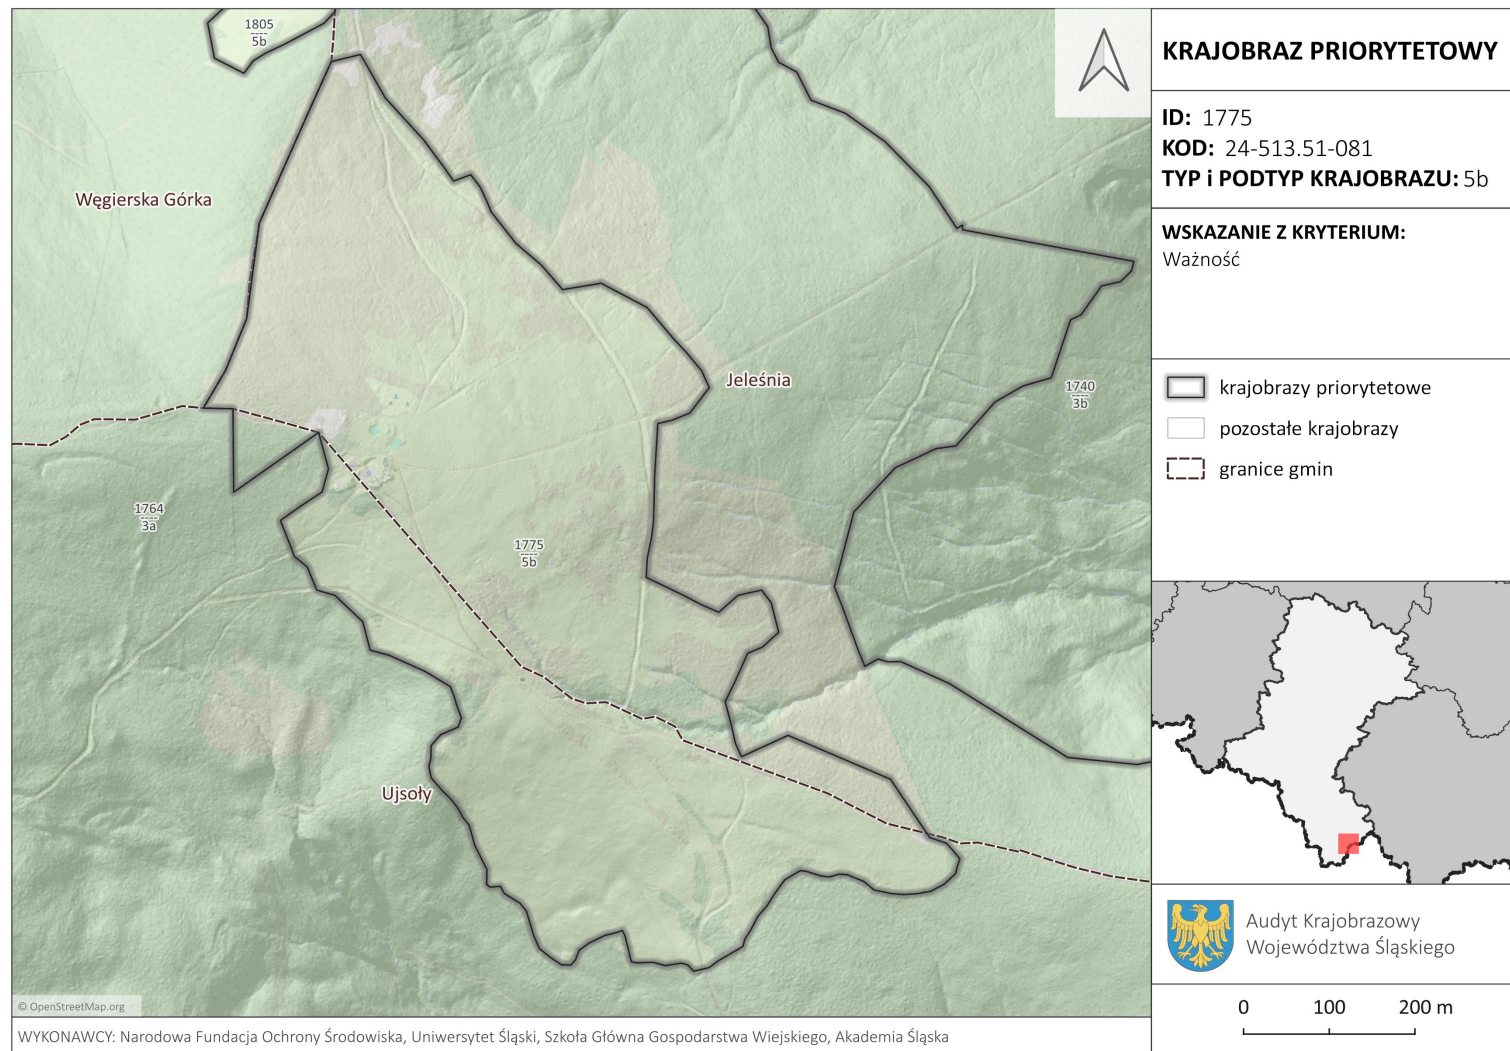 1805
5b
Węgierska Górka
Jeleśnia
1740
3b
1764
3a
1775
5b
Ujsoły
© OpenStreetMap.org
WYKONAWCY: Narodowa Fundacja Ochrony Środowiska, Uniwersytet Śląski, Szkoła Główna Gospodarstwa Wiejskiego, Akademia Śląska
KRAJOBRAZ PRIORYTETOWY
ID: 1775
KOD: 24-513.51-081
TYP i PODTYP KRAJOBRAZU: 5b
WSKAZANIE Z KRYTERIUM:
Ważność
krajobrazy priorytetowe
pozostałe krajobrazy
granice gmin
Audyt Krajobrazowy
Województwa Śląskiego
0 100 200 m